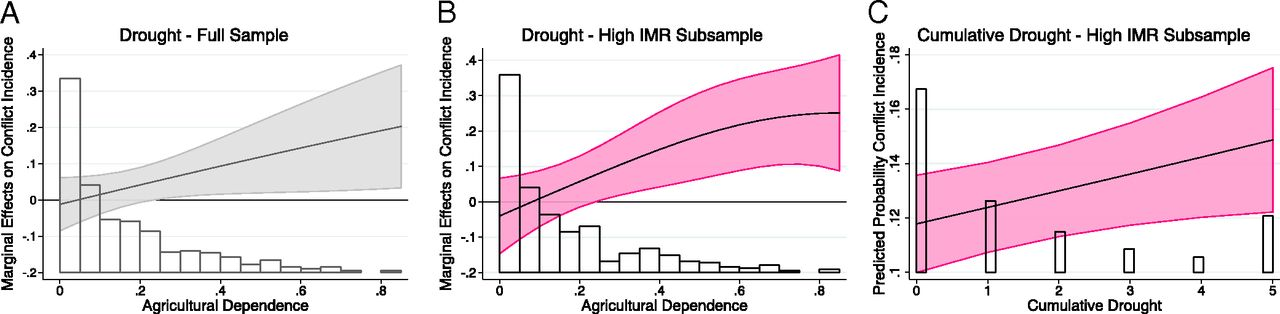 A
Drought - Full Sample
Marginal Effects on Conflict Incidence
.4
.3
.2
.1
0
-.1
-.2
0
.2
.4
.6
.8
Agricultural Dependence
B
Drought - High IMR Subsample
Marginal Effects on Conflict Incidence
.4
.3
.2
.1
0
-.1
-.2
0
.2
.4
.6
.8
Agricultural Dependence
C
Cumulative Drought - High IMR Subsample
Predicted Probability Conflict Incidence
.18
.16
.14
.12
.1
0
1
2
3
4
5
Cumulative Drought